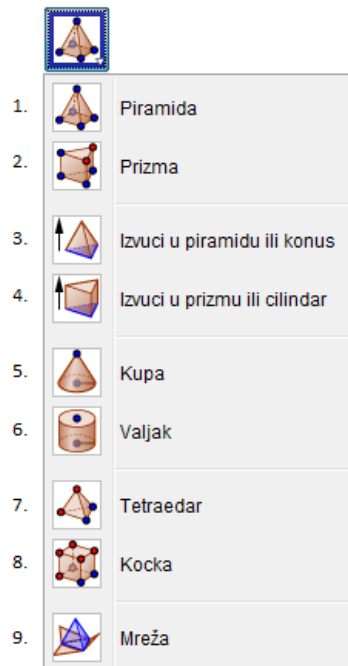 1. Piramida
2. Prizma
3. Izvuci u piramidu ili konus
4. Izvuci u prizmu ili cilindar
5. Kupa
6. Valjak
7. Tetraedar
8. Kocka
9. Mreža